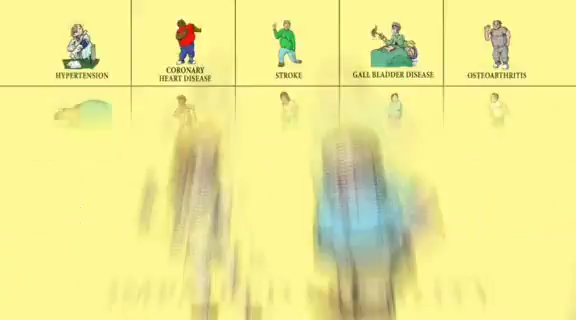 HYPERTENSION
CORONARY
HEART DISEASE
STROKE
GALL BLADDER DISEASE
OSTEOARTHRITIS